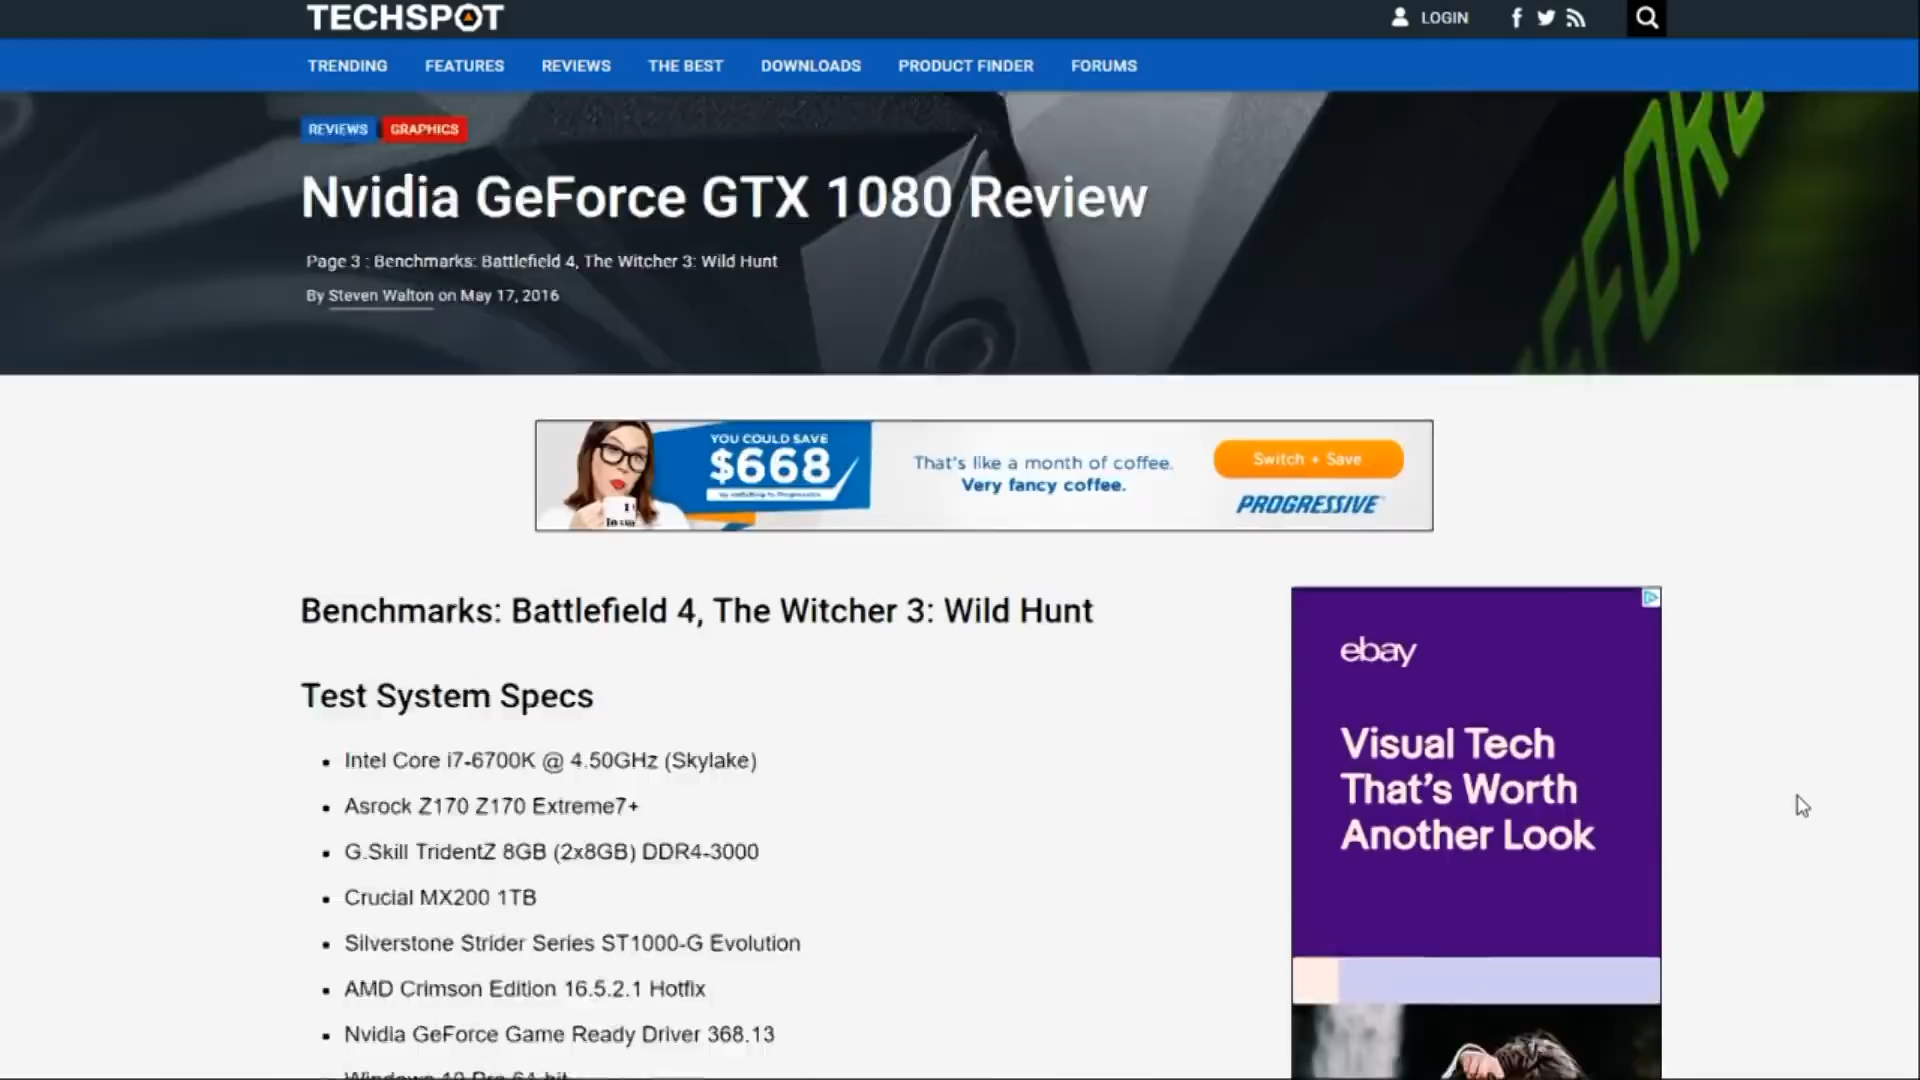 TECHSPOT
LOGIN
TRENDING FEATURES REVIEWS THE BEST DOWNLOADS PRODUCT FINDER FORUMS
REVIEWS GRAPHICS
Nvidia GeForce GTX 1080 Review
Page 3 : Benchmarks: Battlefield 4, The Witcher 3: Wild Hunt
By Steven Walton on May 17, 2016
YOU COULD SAVE
$668
by switching to Progressive
That's like a month of coffee.
Very fancy coffee.
Switch + Save
PROGRESSIVE
Benchmarks: Battlefield 4, The Witcher 3: Wild Hunt
Test System Specs
Intel Core i7-6700K @ 4.50GHz (Skylake)
Asrock Z170 Z170 Extreme7+
G.Skill TridentZ 8GB (2x8GB) DDR4-3000
Crucial MX200 1TB
Silverstone Strider Series ST1000-G Evolution
AMD Crimson Edition 16.5.2.1 Hotfix
Nvidia GeForce Game Ready Driver 368.13
Windows 10 Pro 64-bit
ebay
Visual Tech
That's Worth
Another Look